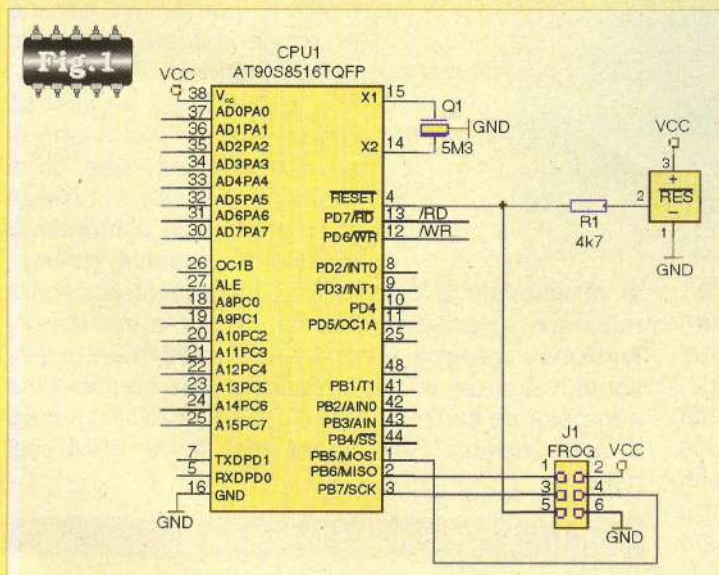 Fig.1
CPU1
AT90S8516TQFP
VCC
38 Vcc
37 AD0PA0
36 AD1PA1
35 AD2PA2
34 AD3PA3
33 AD4PA4
32 AD5PA5
31 AD6PA6
30 AD7PA7
26 OC1B
27 ALE
18 A8PC0
19 A9PC1
20 A10PC2
21 A11PC3
22 A12PC4
23 A13PC5
24 A14PC6
25 A15PC7
7 TXDPD1
5 RXDPD0
16 GND
GND
X1 15
X2 14
RESET 4
PD7/RD 13 /RD
PD6/WR 12 /WR
PD2/INT0 8
PD3/INT1 9
PD4 10
PD5/OC1A 11
25
48
PB1/T1 41
PB2/AIN0 42
PB3/AIN 43
PB4/SS 44
PB5/MOSI
PB6/MISO 2
PB7/SCK 3
Q1
GND
5M3
R1
4k7
VCC
3
+
2 RES
−
1
GND
J1
FROG
VCC
1 2
3 4
5 6
GND